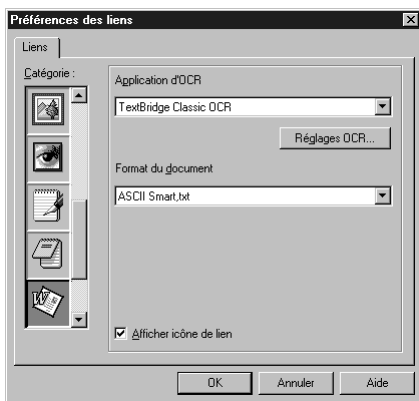 Préférences des liens
Liens
Catégorie :
Application d'OCR
TextBridge Classic OCR
Réglages OCR...
Format du document
ASCII Smart,txt
Afficher icône de lien
OK Annuler Aide